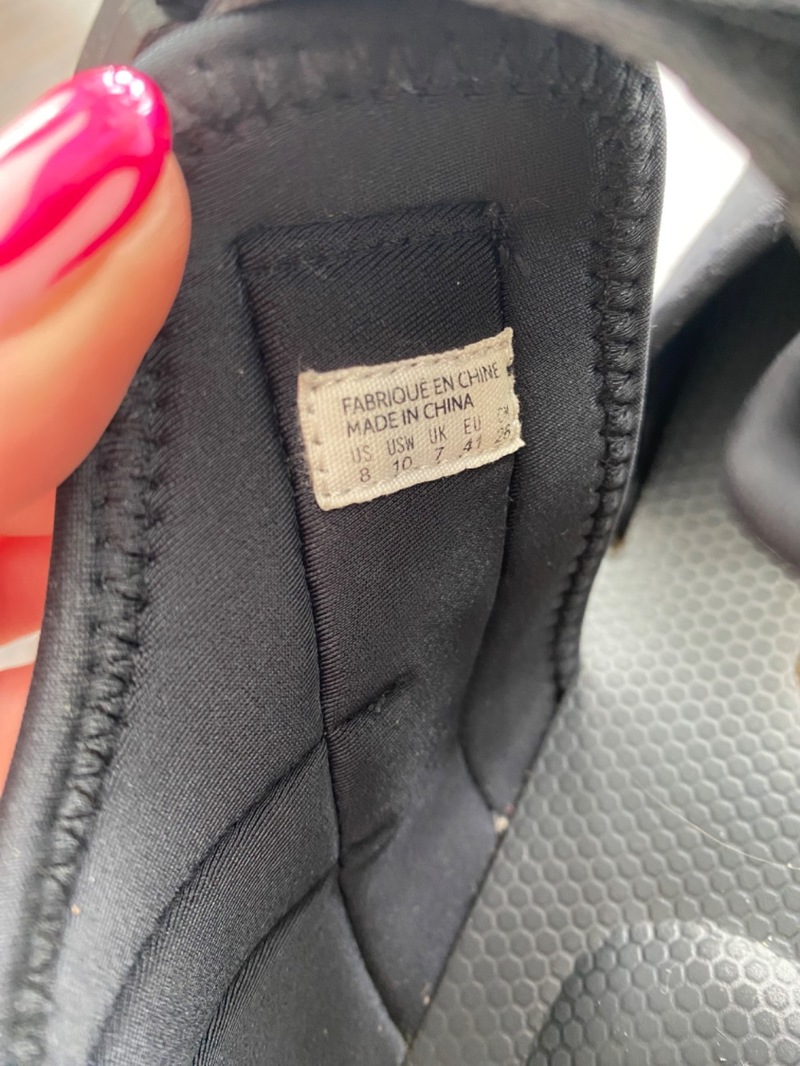 FABRIQUE EN CHINE
MADE IN CHINA
US USW UK EU CM
8 10 7 41 26